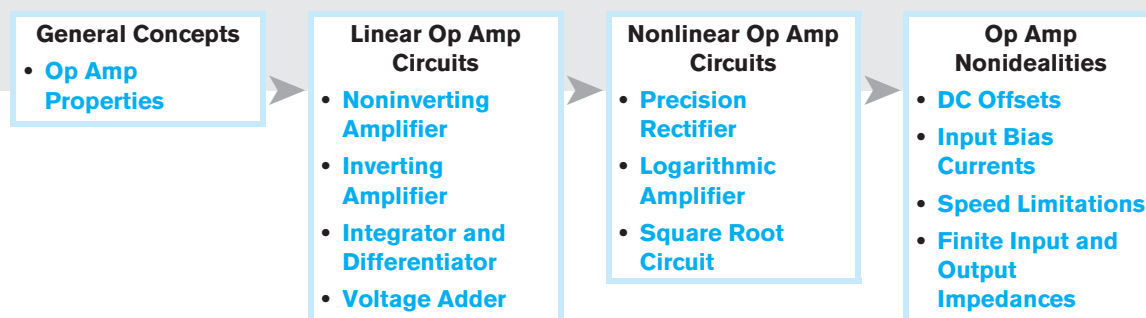 General Concepts
• Op Amp
Properties
Linear Op Amp
Circuits
• Noninverting
Amplifier
• Inverting
Amplifier
• Integrator and
Differentiator
• Voltage Adder
Nonlinear Op Amp
Circuits
• Precision
Rectifier
• Logarithmic
Amplifier
• Square Root
Circuit
Op Amp
Nonidealities
• DC Offsets
• Input Bias
Currents
• Speed Limitations
• Finite Input and
Output
Impedances